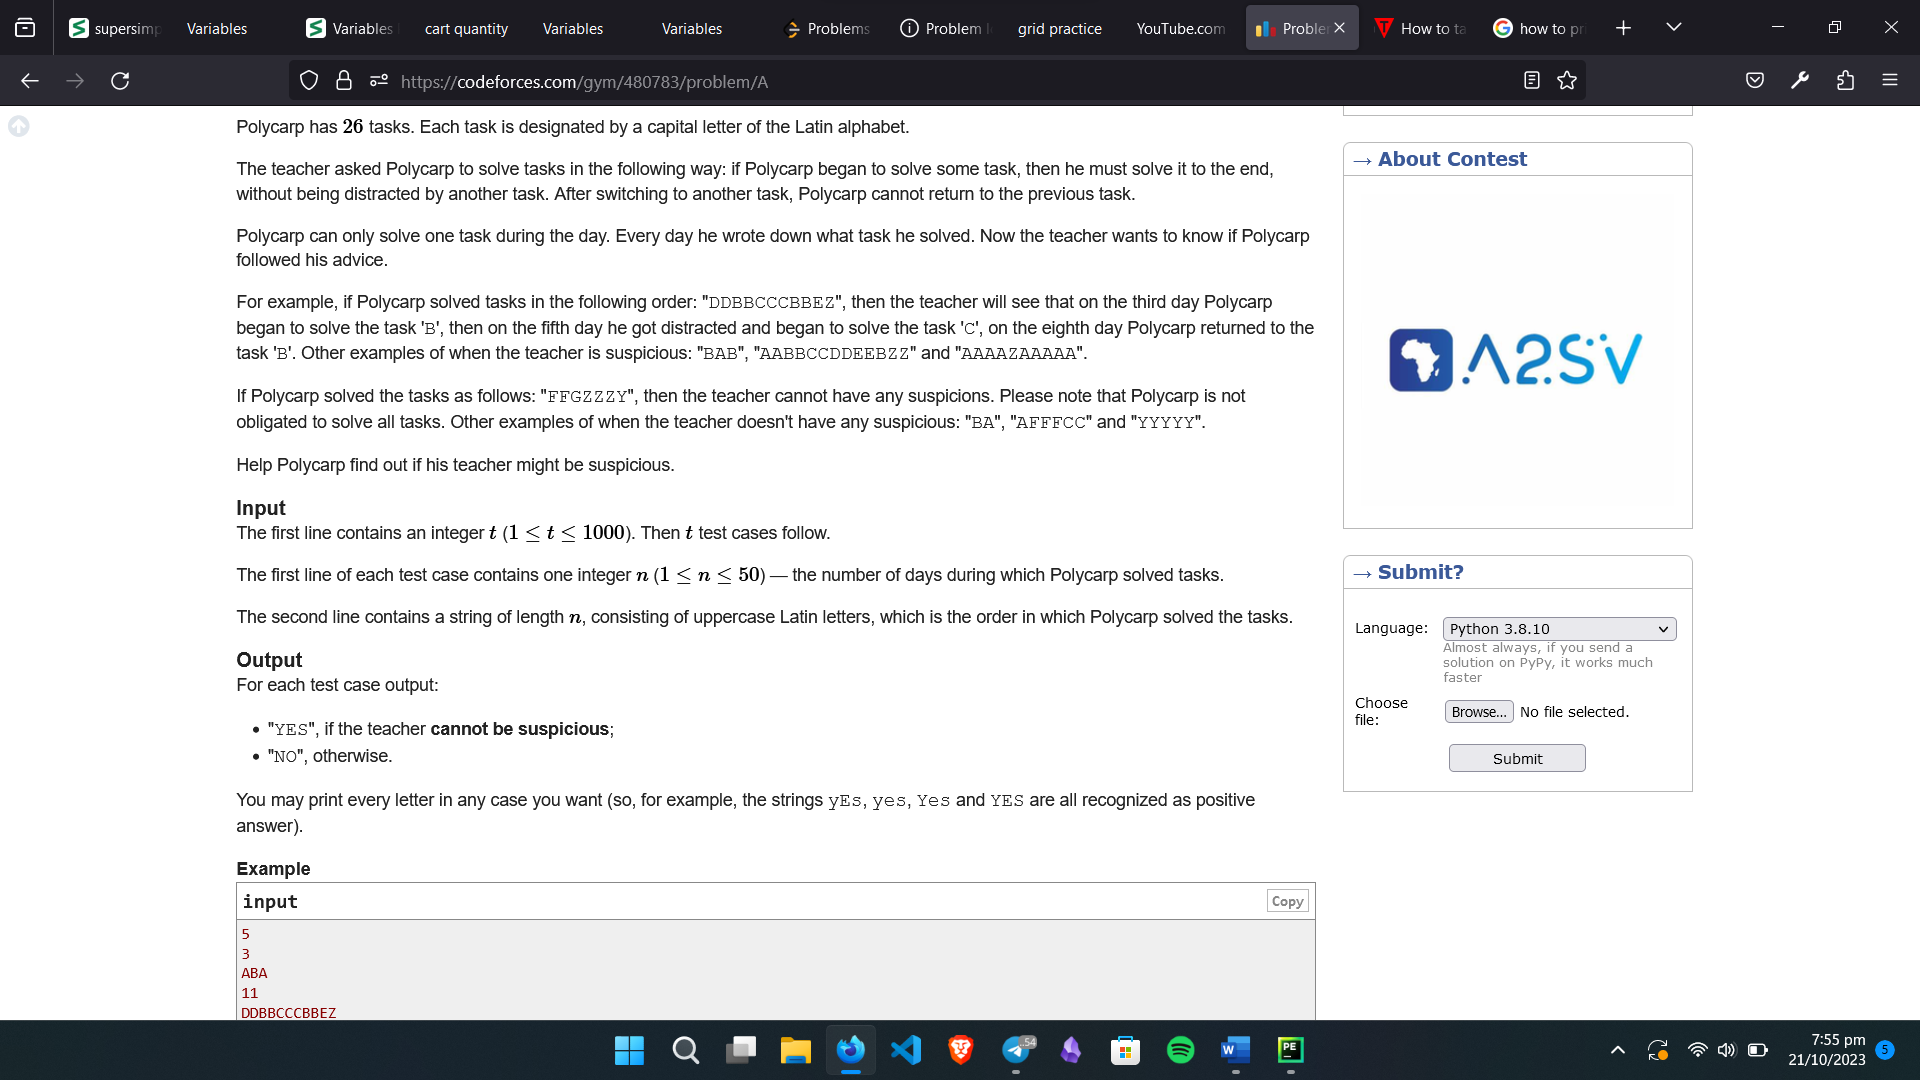 supersimp
Variables
Variables
cart quantity
Variables
Variables
Problems
Problem
grid practice
YouTube.com
Proble
How to ta
how to pr
https://codeforces.com/gym/480783/problem/A
Polycarp has 26 tasks. Each task is designated by a capital letter of the Latin alphabet.
The teacher asked Polycarp to solve tasks in the following way: if Polycarp began to solve some task, then he must solve it to the end,
without being distracted by another task. After switching to another task, Polycarp cannot return to the previous task.
Polycarp can only solve one task during the day. Every day he wrote down what task he solved. Now the teacher wants to know if Polycarp
followed his advice.
For example, if Polycarp solved tasks in the following order: "DDBBCCCBBEZ", then the teacher will see that on the third day Polycarp
began to solve the task 'B', then on the fifth day he got distracted and began to solve the task 'C', on the eighth day Polycarp returned to the
task 'B'. Other examples of when the teacher is suspicious: "BAB", "AABBCCDDEEBZZ" and "AAAAZAAAAA".
If Polycarp solved the tasks as follows: "FFGZZZY", then the teacher cannot have any suspicions. Please note that Polycarp is not
obligated to solve all tasks. Other examples of when the teacher doesn't have any suspicious: "BA", "AFFFCC" and "YYYYY".
Help Polycarp find out if his teacher might be suspicious.
Input
The first line contains an integer t (1 ≤ t ≤ 1000). Then t test cases follow.
The first line of each test case contains one integer n (1 ≤ n ≤ 50) — the number of days during which Polycarp solved tasks.
The second line contains a string of length n, consisting of uppercase Latin letters, which is the order in which Polycarp solved the tasks.
Output
For each test case output:
• "YES", if the teacher cannot be suspicious;
• "NO", otherwise.
You may print every letter in any case you want (so, for example, the strings yEs, yes, Yes and YES are all recognized as positive
answer).
Example
input
Copy
5
3
ABA
11
DDBBCCCBBEZ
→ About Contest
A2SV
→ Submit?
Language:
Python 3.8.10
Almost always, if you send a
solution on PyPy, it works much
faster
Choose
file:
Browse...
No file selected.
Submit
54
W
PE
7:55 pm
21/10/2023
5